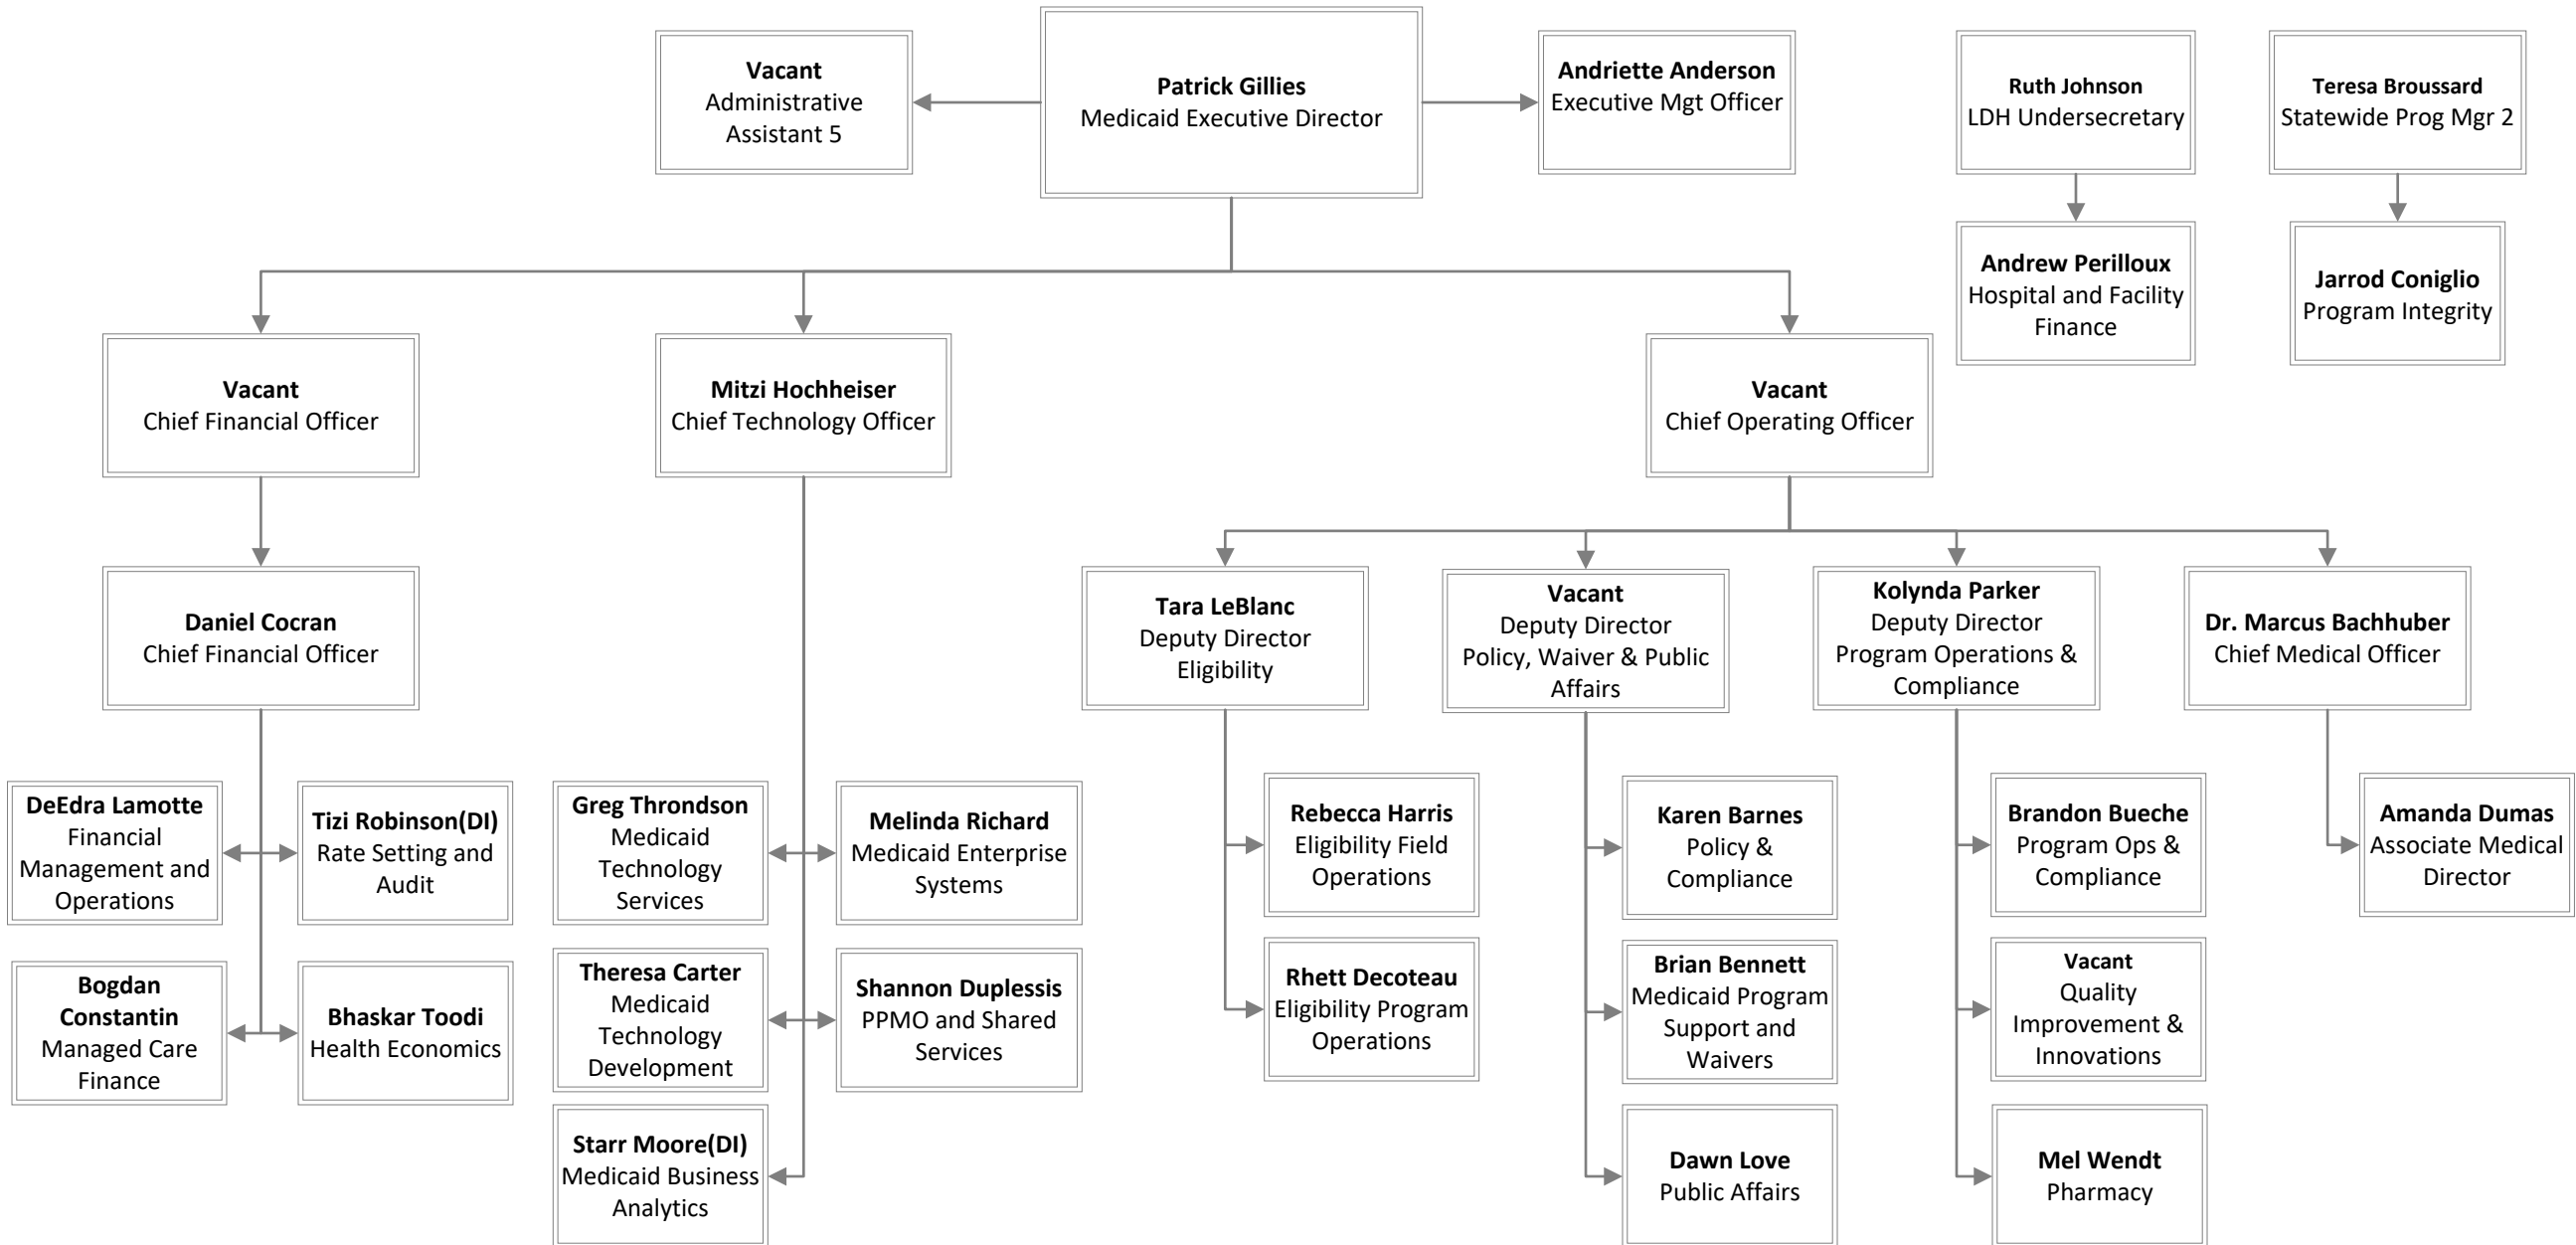 Vacant
Administrative
Assistant 5
Patrick Gillies
Medicaid Executive Director
Andriette Anderson
Executive Mgt Officer
Ruth Johnson
LDH Undersecretary
Teresa Broussard
Statewide Prog Mgr 2
Andrew Perilloux
Hospital and Facility
Finance
Jarrod Coniglio
Program Integrity
Vacant
Chief Financial Officer
Mitzi Hochheiser
Chief Technology Officer
Vacant
Chief Operating Officer
Daniel Cocran
Chief Financial Officer
Tara LeBlanc
Deputy Director
Eligibility
Vacant
Deputy Director
Policy, Waiver & Public
Affairs
Kolynda Parker
Deputy Director
Program Operations &
Compliance
Dr. Marcus Bachhuber
Chief Medical Officer
DeEdra Lamotte
Financial
Management and
Operations
Tizi Robinson(DI)
Rate Setting and
Audit
Greg Throndson
Medicaid
Technology
Services
Melinda Richard
Medicaid Enterprise
Systems
Rebecca Harris
Eligibility Field
Operations
Karen Barnes
Policy &
Compliance
Brandon Bueche
Program Ops &
Compliance
Amanda Dumas
Associate Medical
Director
Bogdan
Constantin
Managed Care
Finance
Bhaskar Toodi
Health Economics
Theresa Carter
Medicaid
Technology
Development
Shannon Duplessis
PPMO and Shared
Services
Rhett Decoteau
Eligibility Program
Operations
Brian Bennett
Medicaid Program
Support and
Waivers
Vacant
Quality
Improvement &
Innovations
Starr Moore(DI)
Medicaid Business
Analytics
Dawn Love
Public Affairs
Mel Wendt
Pharmacy